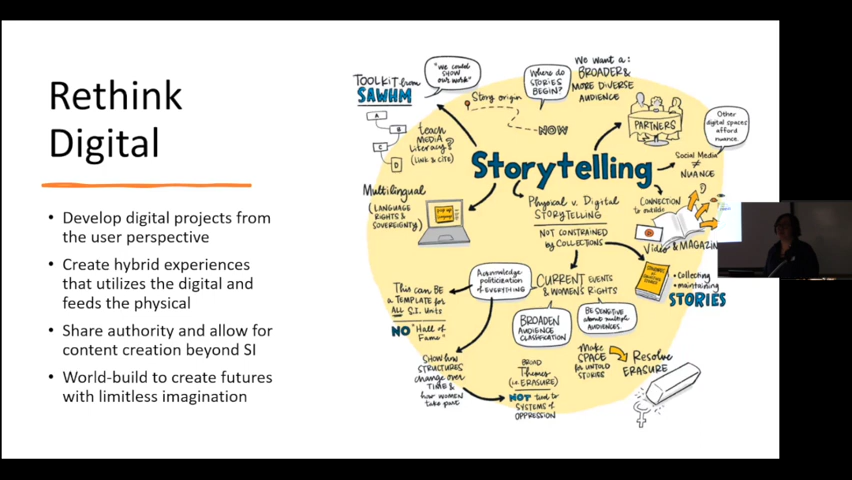 Rethink
Digital
• Develop digital projects from
the user perspective
• Create hybrid experiences
that utilizes the digital and
feeds the physical
• Share authority and allow for
content creation beyond SI
• World-build to create futures
with limitless imagination
TOOLKIT from
SAWHM
"We could
SHOW
our work"
Story origin
NOW
Where do
STORIES
BEGIN?
We want a:
BROADER &
MORE DIVERSE
AUDIENCE
PARTNERS
Other
digital spaces
afford
nuance.
A
B
C
D
teach
MEDIA
Literacy?
(LINK & CITE)
Storytelling
Social Media
≠
NUANCE
Multilingual
(LANGUAGE
RIGHTS &
SOVEREIGNTY)
Physical v. Digital
STORYTELLING
NOT CONSTRAINED
by COLLECTIONS
CONNECTION
to outside
Video & MAGAZIN
• collecting
• maintaining
STORIES
Acknowledge
politicization
of EVERYTHING
CURRENT EVENTS
& WOMEN'S RIGHTS
This can BE
a TEMPLATE for
ALL S.I. Units
NO "Hall of
Fame"
BROADEN
AUDIENCE
CLASSIFICATION
BE SENSITIVE
about multiple
AUDIENCES.
SHOW how
STRUCTURES
change over
TIME &
how WOMEN
take part
BROAD
Themes
(i.e. ERASURE)
NOT tied to
SYSTEMS of
OPPRESSION
Make
SPACE
for UNTOLD
STORIES
Resolve
ERASURE